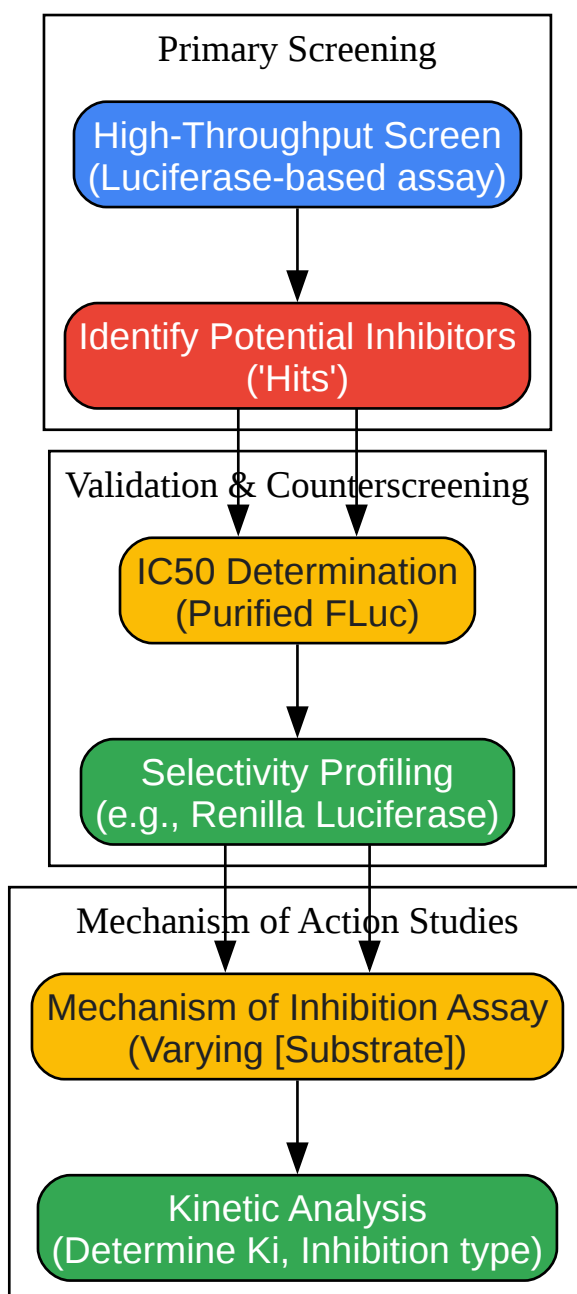 Primary Screening
High-Throughput Screen
(Luciferase-based assay)
Identify Potential Inhibitors
('Hits')
Validation & Counterscreening
IC50 Determination
(Purified FLuc)
Selectivity Profiling
(e.g., Renilla Luciferase)
Mechanism of Action Studies
Mechanism of Inhibition Assay
(Varying [Substrate])
Kinetic Analysis
(Determine Ki, Inhibition type)